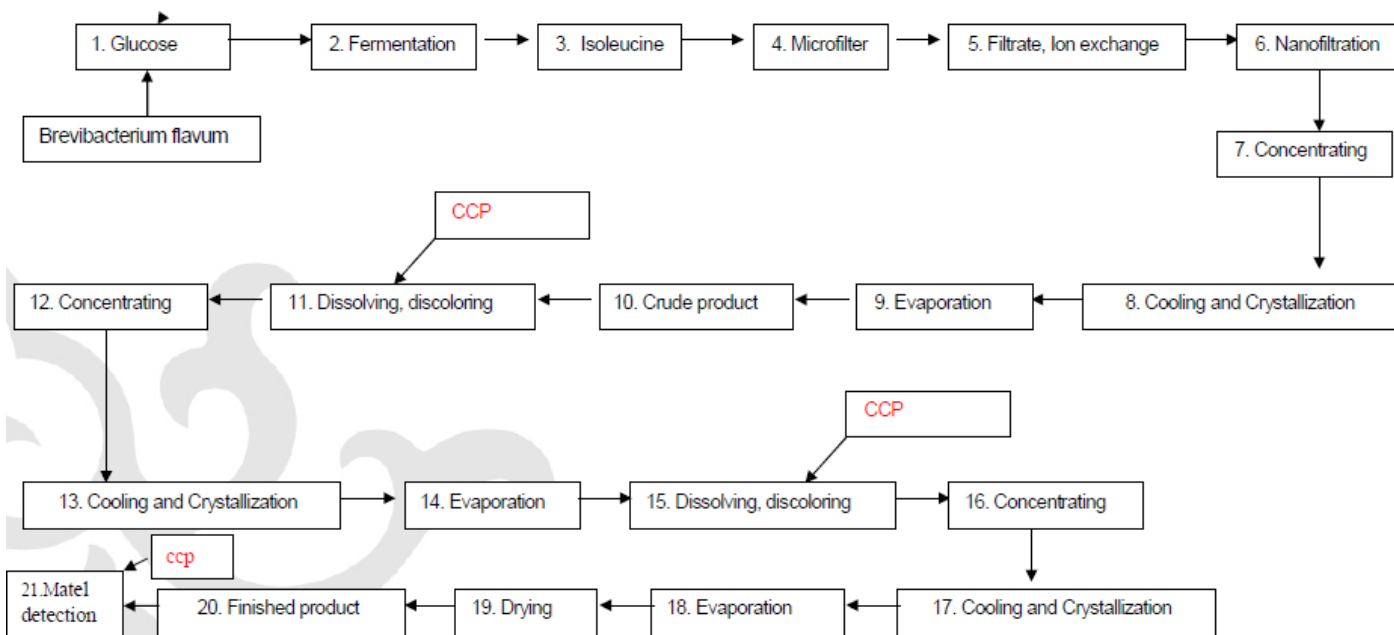 1. Glucose
2. Fermentation
3. Isoleucine
4. Microfilter
5. Filtrate, Ion exchange
6. Nanofiltration
Brevibacterium flavum
7. Concentrating
CCP
12. Concentrating
11. Dissolving, discoloring
10. Crude product
9. Evaporation
8. Cooling and Crystallization
CCP
13. Cooling and Crystallization
14. Evaporation
15. Dissolving, discoloring
16. Concentrating
ccp
21.Matel
detection
20. Finished product
19. Drying
18. Evaporation
17. Cooling and Crystallization